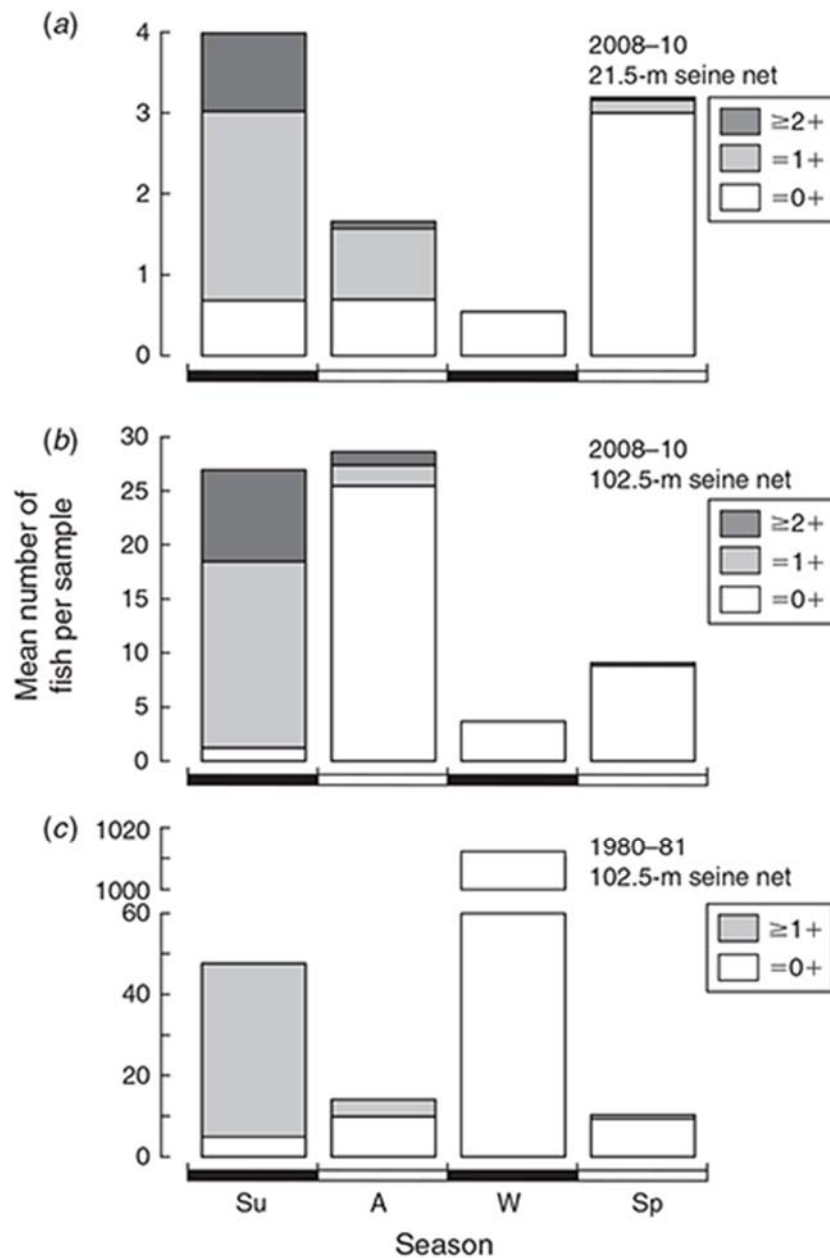 (a)
4
3
2
1
0
2008–10
21.5-m seine net
≥2+
=1+
=0+
(b)
30
25
20
15
10
5
0
2008–10
102.5-m seine net
≥2+
=1+
=0+
Mean number of
fish per sample
(c)
1020
1000
60
40
20
0
1980–81
102.5-m seine net
≥1+
=0+
Su A W Sp
Season